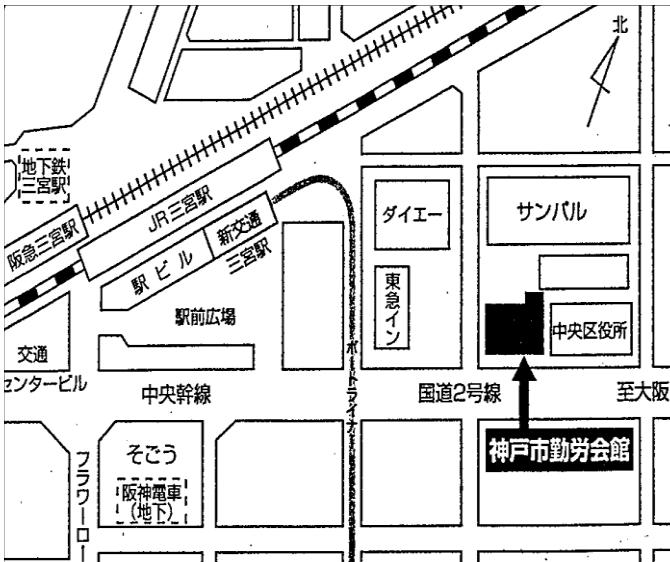 北
地下鉄
三宮駅
阪急三宮駅
JR三宮駅
駅ビル
新交通
三宮駅
ダイエー
サンパル
東急イン
中央区役所
駅前広場
交通
センタービル
中央幹線
国道2号線
至大阪
ポートライナー
神戸市勤労会館
そごう
阪神電車
(地下)
フラワーロー